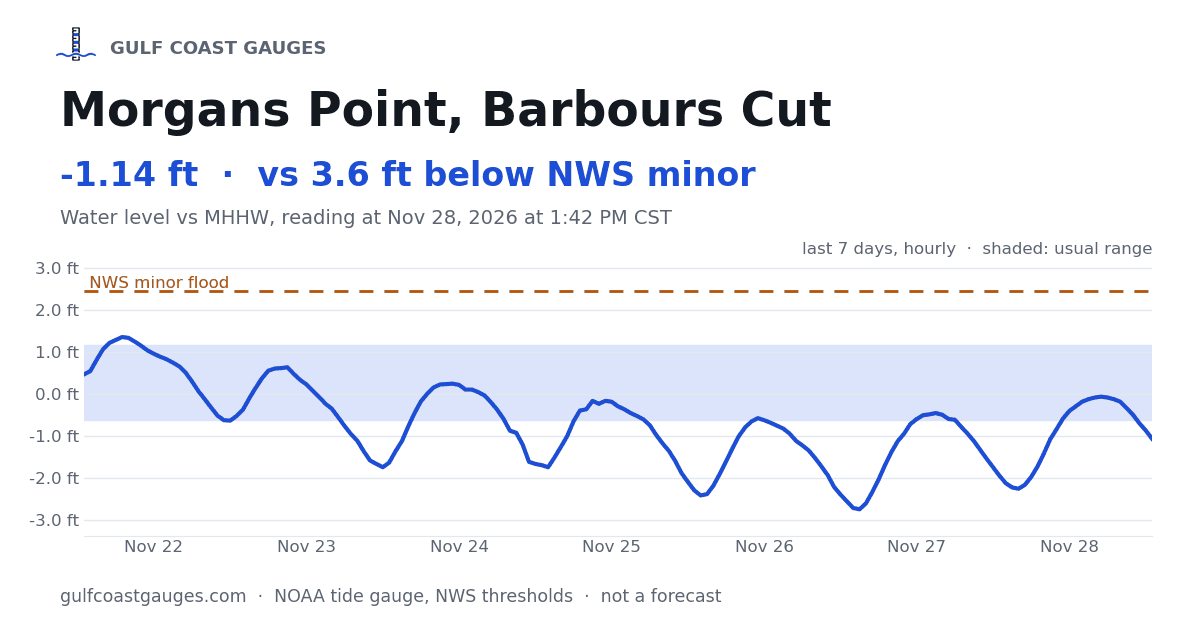 GULF COAST GAUGES
Morgans Point, Barbours Cut
-1.14 ft · vs 3.6 ft below NWS minor
Water level vs MHHW, reading at Nov 28, 2026 at 1:42 PM CST
last 7 days, hourly · shaded: usual range
3.0 ft
NWS minor flood
2.0 ft
1.0 ft
0.0 ft
-1.0 ft
-2.0 ft
-3.0 ft
Nov 22 Nov 23 Nov 24 Nov 25 Nov 26 Nov 27 Nov 28
gulfcoastgauges.com · NOAA tide gauge, NWS thresholds · not a forecast